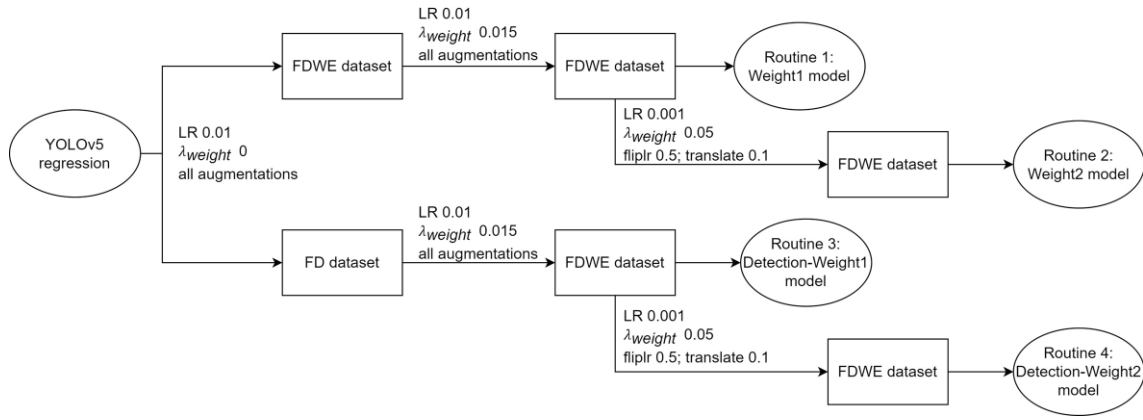 LR 0.01
λweight 0.015
all augmentations
FDWE dataset
FDWE dataset
Routine 1:
Weight1 model
YOLOv5
regression
LR 0.01
λweight 0
all augmentations
LR 0.001
λweight 0.05
fliplr 0.5; translate 0.1
FDWE dataset
Routine 2:
Weight2 model
LR 0.01
λweight 0.015
all augmentations
FD dataset
FDWE dataset
Routine 3:
Detection-Weight1
model
LR 0.001
λweight 0.05
fliplr 0.5; translate 0.1
FDWE dataset
Routine 4:
Detection-Weight2
model